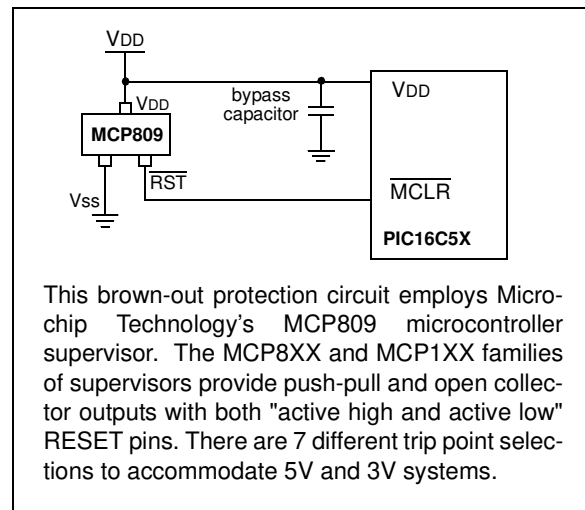 VDD
VDD
bypass
capacitor
VDD
MCP809
RST
Vss
MCLR
PIC16C5X
This brown-out protection circuit employs Micro-
chip Technology's MCP809 microcontroller
supervisor. The MCP8XX and MCP1XX families
of supervisors provide push-pull and open collec-
tor outputs with both "active high and active low"
RESET pins. There are 7 different trip point selec-
tions to accommodate 5V and 3V systems.